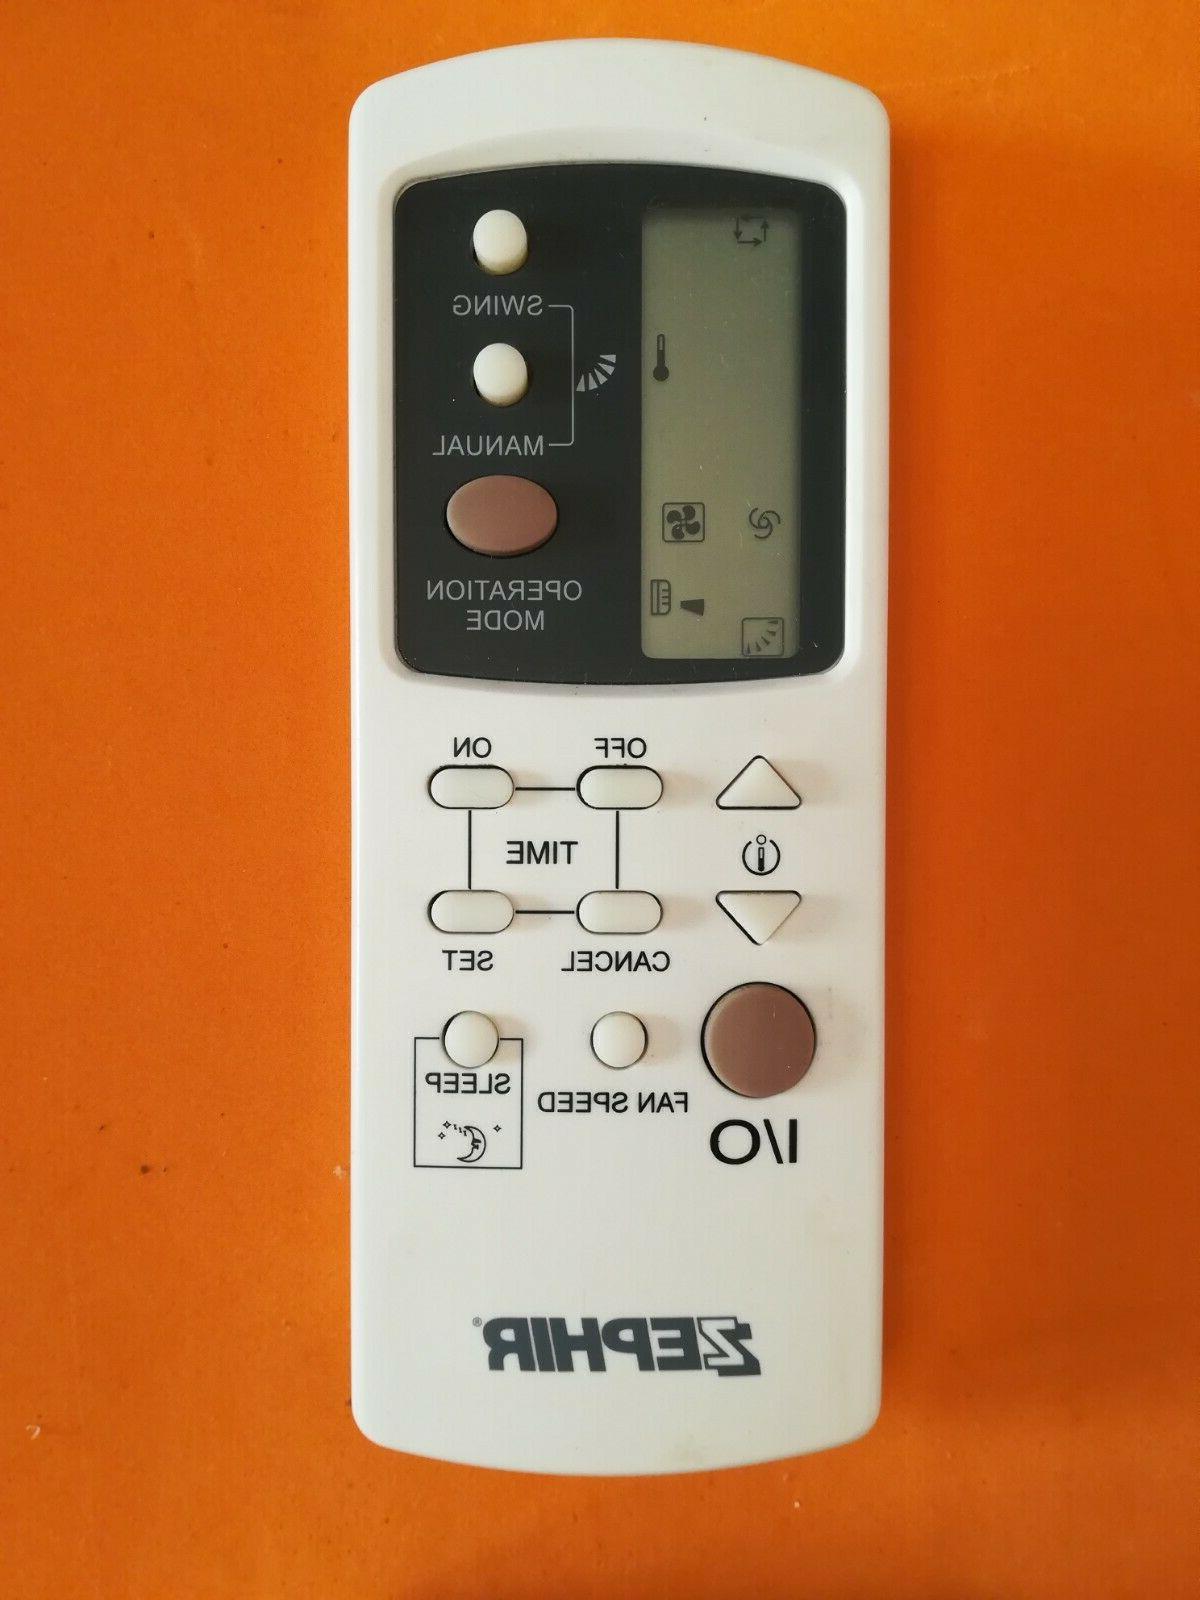 SWING
MANUAL
OPERATION
MODE
OFF ON
TIME
CANCEL SET
FAN SPEED SLEEP
I/O
ZEPHIR®